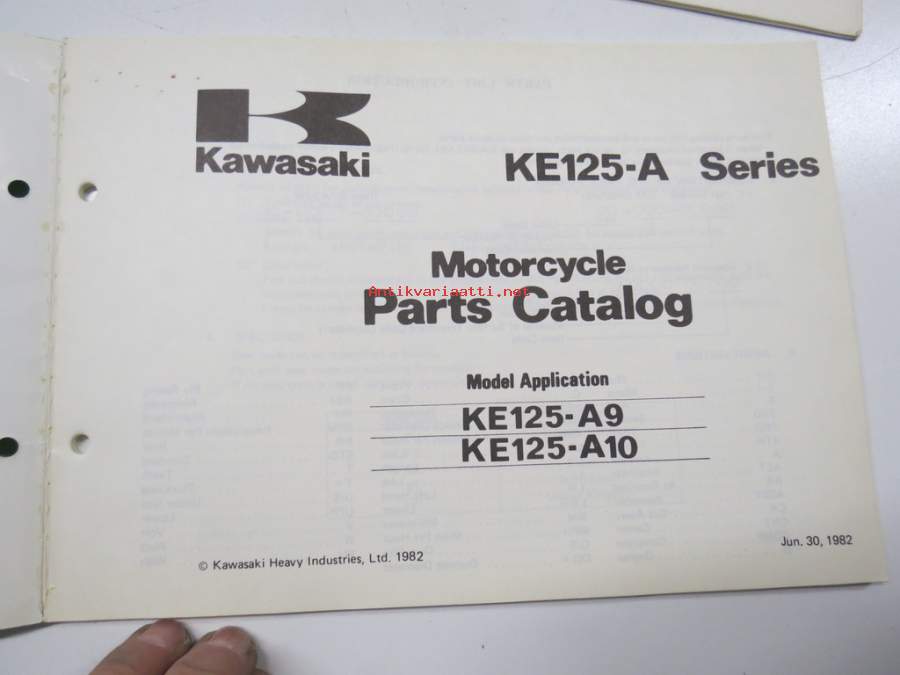 Kawasaki
KE125-A Series
Motorcycle
Antikvariaatti.net
Parts Catalog
Model Application
KE125-A9
KE125-A10
© Kawasaki Heavy Industries, Ltd. 1982
Jun. 30, 1982